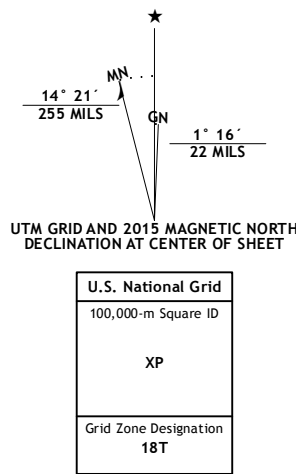 MN
GN
14° 21´
255 MILS
1° 16´
22 MILS
UTM GRID AND 2015 MAGNETIC NORTH
DECLINATION AT CENTER OF SHEET
U.S. National Grid
100,000-m Square ID
XP
Grid Zone Designation
18T